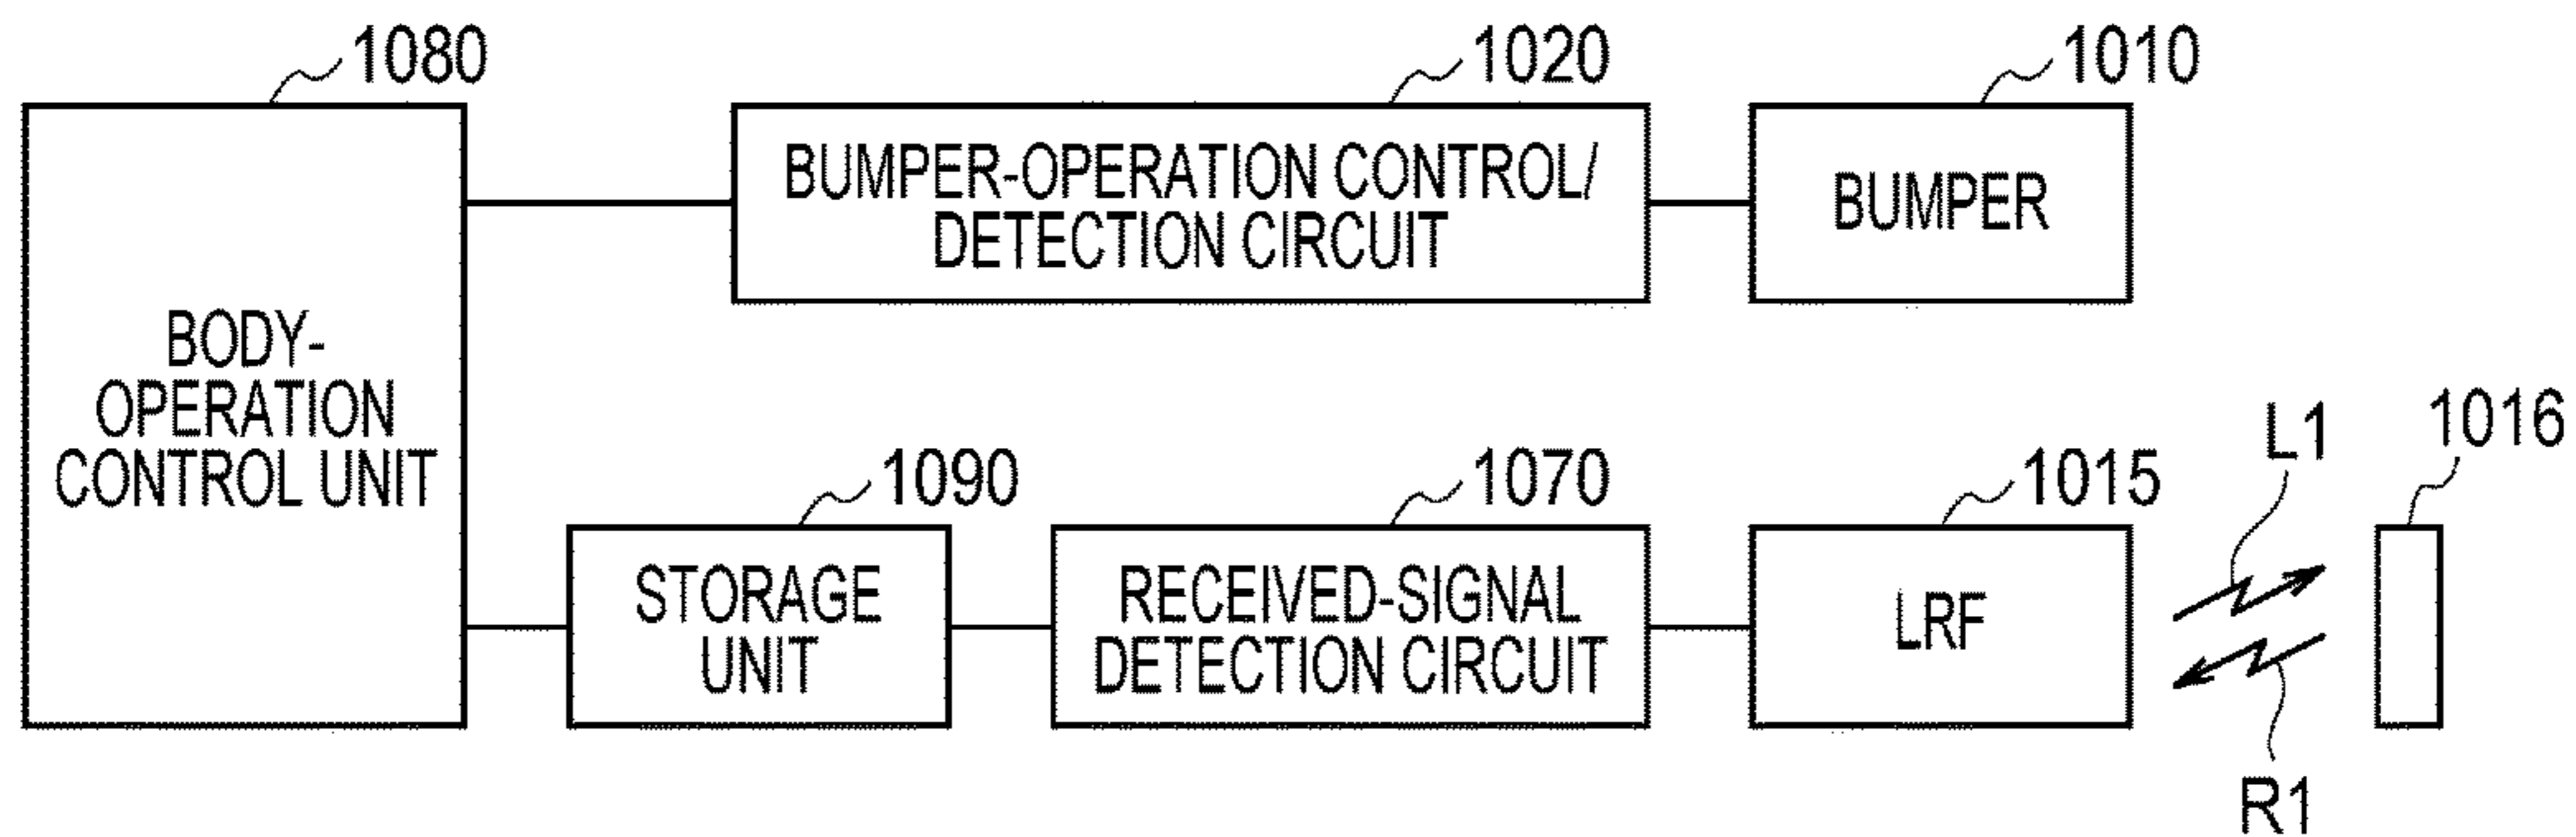 1080
1020
1010
BUMPER-OPERATION CONTROL/
DETECTION CIRCUIT
BUMPER
BODY-
OPERATION
CONTROL UNIT
1090
1070
1015
L1
1016
STORAGE
UNIT
RECEIVED-SIGNAL
DETECTION CIRCUIT
LRF
R1